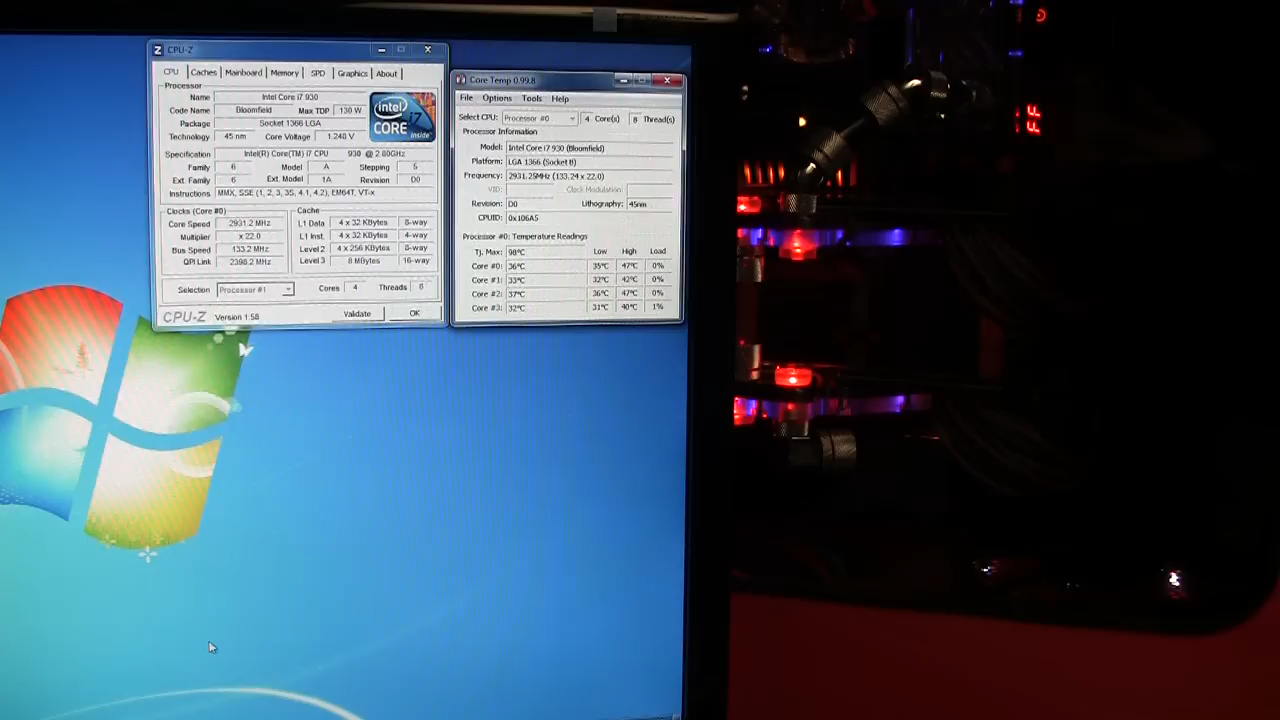 CPU-Z
CPU Caches Mainboard Memory SPD Graphics About
Processor
Name Intel Core i7 930
Code Name Bloomfield Max TDP 130 W
Package Socket 1366 LGA
Technology 45 nm Core Voltage 1.240 V
intel CORE i7 inside
Specification Intel(R) Core(TM) i7 CPU 930 @ 2.80GHz
Family 6 Model A Stepping 5
Ext. Family 6 Ext. Model 1A Revision D0
Instructions MMX, SSE (1, 2, 3, 3S, 4.1, 4.2), EM64T, VT-x
Clocks (Core #0)
Core Speed 2931.2 MHz
Multiplier x 22.0
Bus Speed 133.2 MHz
QPI Link 2398.2 MHz
Cache
L1 Data 4 x 32 KBytes 8-way
L1 Inst. 4 x 32 KBytes 4-way
Level 2 4 x 256 KBytes 8-way
Level 3 8 MBytes 16-way
Selection Processor #1 Cores 4 Threads 8
CPU-Z Version 1.58 Validate OK
Core Temp 0.99.8
File Options Tools Help
Select CPU: Processor #0 4 Core(s) 8 Thread(s)
Processor Information
Model: Intel Core i7 930 (Bloomfield)
Platform: LGA 1366 (Socket B)
Frequency: 2931.25MHz (133.24 x 22.0)
VID: Clock Modulation:
Revision: D0 Lithography: 45nm
CPUID: 0x106A5
Processor #0: Temperature Readings
Tj. Max: 98°C Low High Load
Core #0: 36°C 35°C 47°C 0%
Core #1: 33°C 32°C 42°C 0%
Core #2: 37°C 36°C 47°C 0%
Core #3: 32°C 31°C 40°C 1%
FF